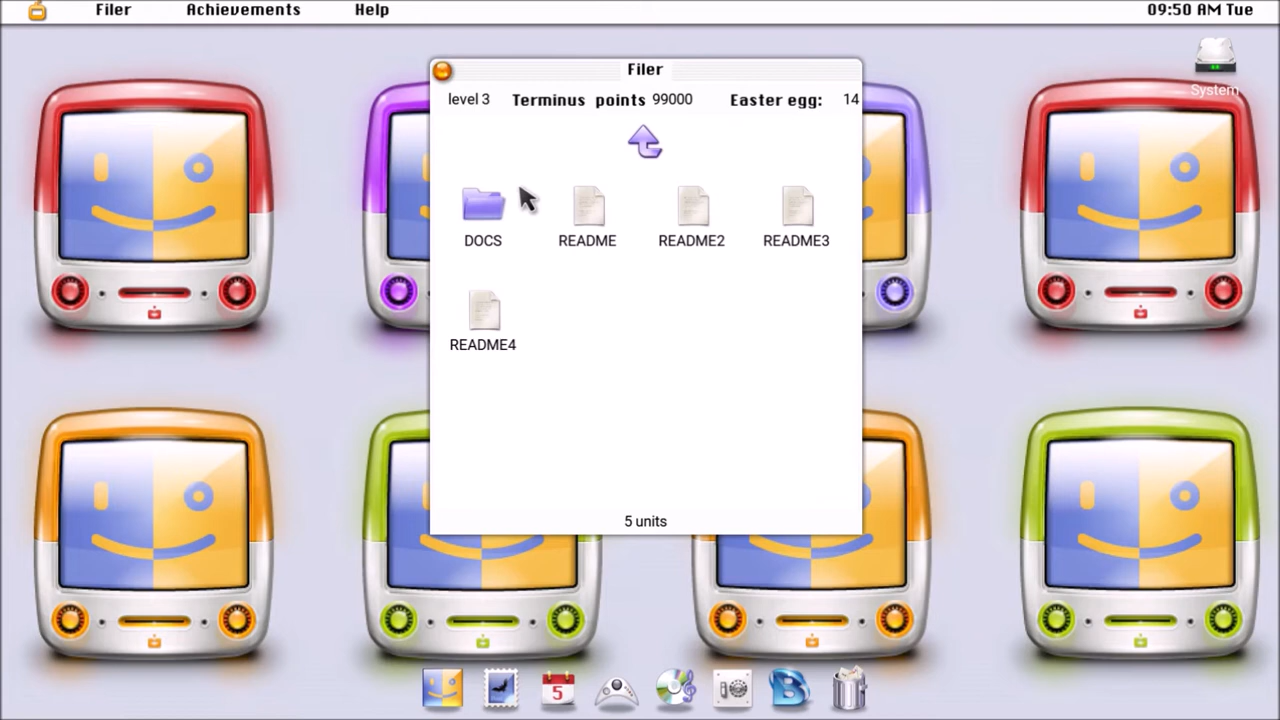 Filer Achievements Help 09:50 AM Tue
Filer
level 3 Terminus points 99000 Easter egg: 14
System
DOCS README README2 README3
README4
5 units
5
B